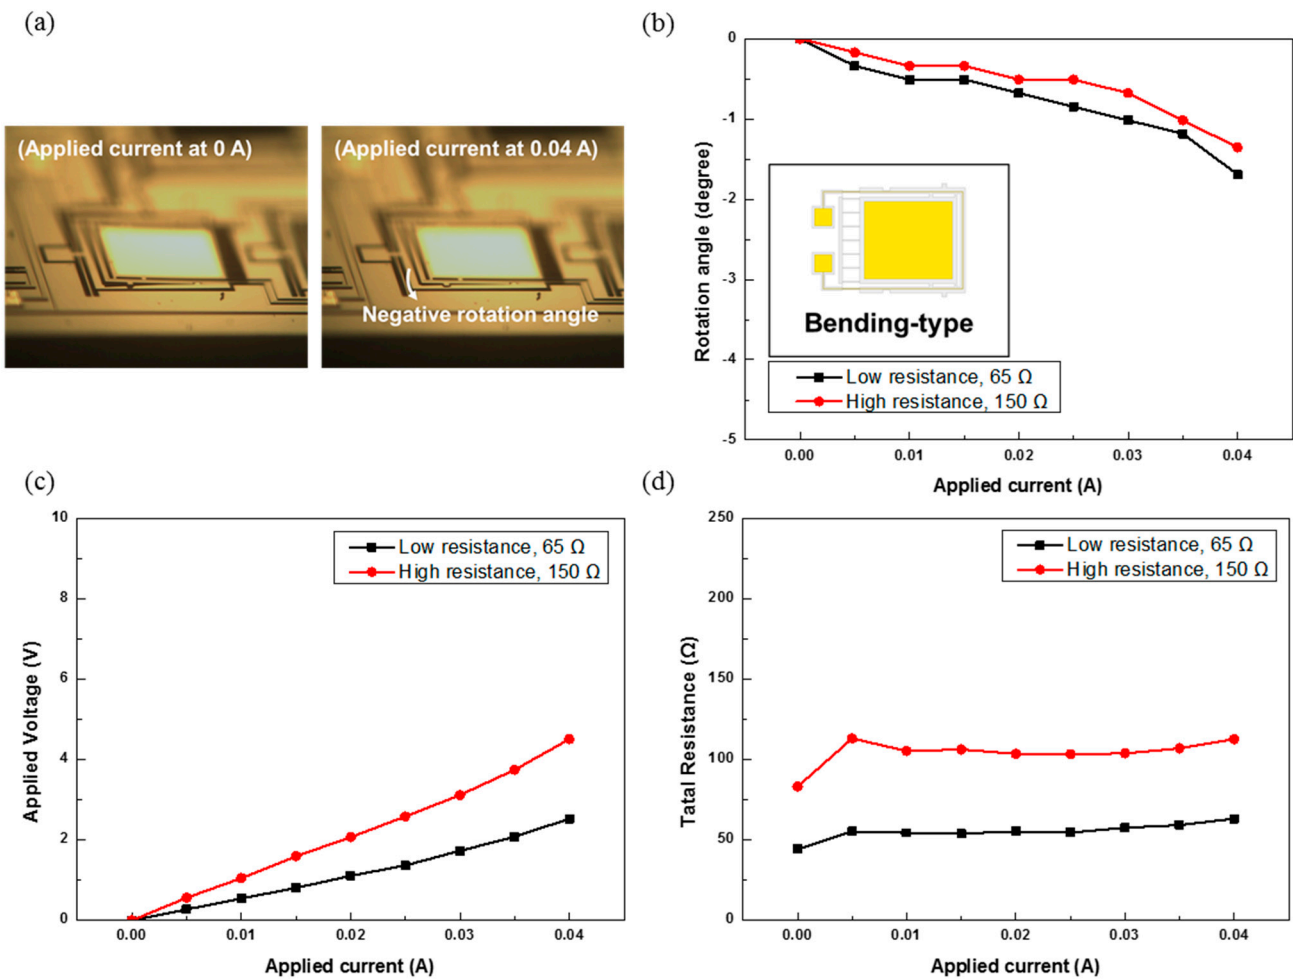 (a)
(Applied current at 0 A)
(Applied current at 0.04 A)
Negative rotation angle
(b)
0
-1
-2
-3
-4
-5
Rotation angle (degree)
Bending-type
Low resistance, 65 Ω
High resistance, 150 Ω
0.00
0.01
0.02
0.03
0.04
Applied current (A)
(c)
10
8
6
4
2
0
Applied Voltage (V)
Low resistance, 65 Ω
High resistance, 150 Ω
0.00
0.01
0.02
0.03
0.04
Applied current (A)
(d)
250
200
150
100
50
0
Tatal Resistance (Ω)
Low resistance, 65 Ω
High resistance, 150 Ω
0.00
0.01
0.02
0.03
0.04
Applied current (A)